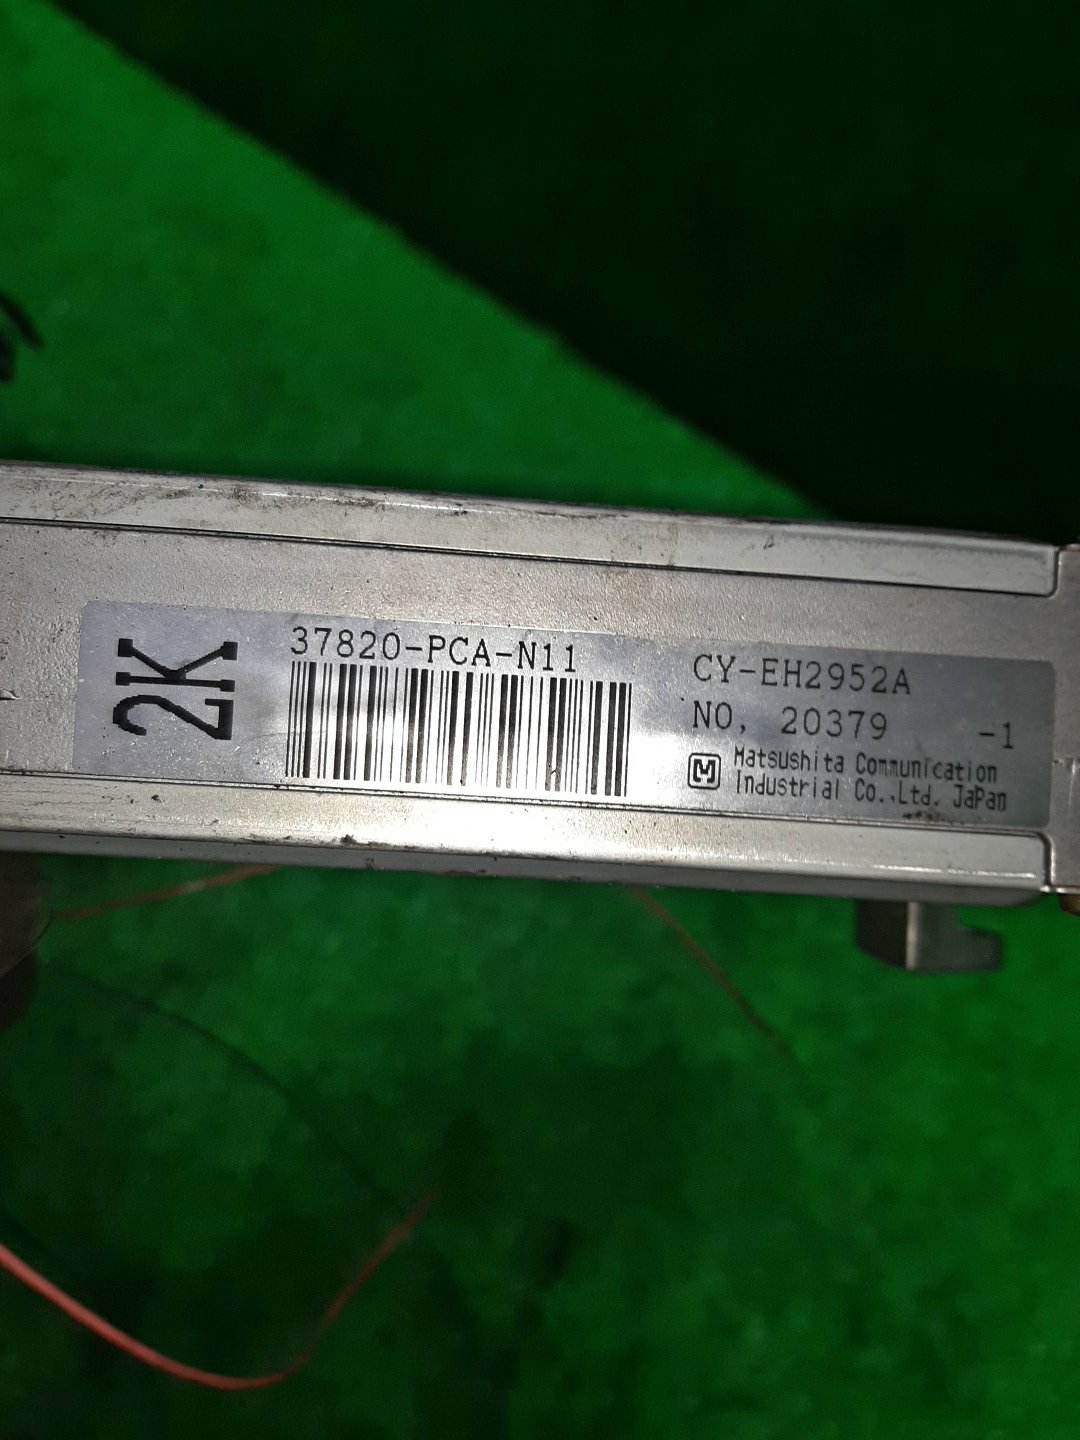 2K
37820-PCA-N11
CY-EH2952A
NO. 20379 -1
M Matsushita Communication
Industrial Co.,Ltd. JaPan